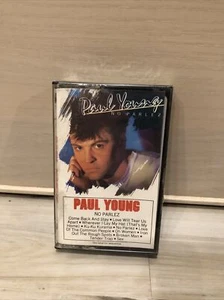 Paul Young
NO PARLEZ
PAUL YOUNG
NO PARLEZ
Come Back And Stay • Love Will Tear Us
Apart • Wherever I Lay My Hat (That's My
Home) • Ku Ku Kurama • No Parlez • Love
Of The Common People • Oh Women • Iron
Out The Rough Spots • Broken Man •
Tender Trap • Sex